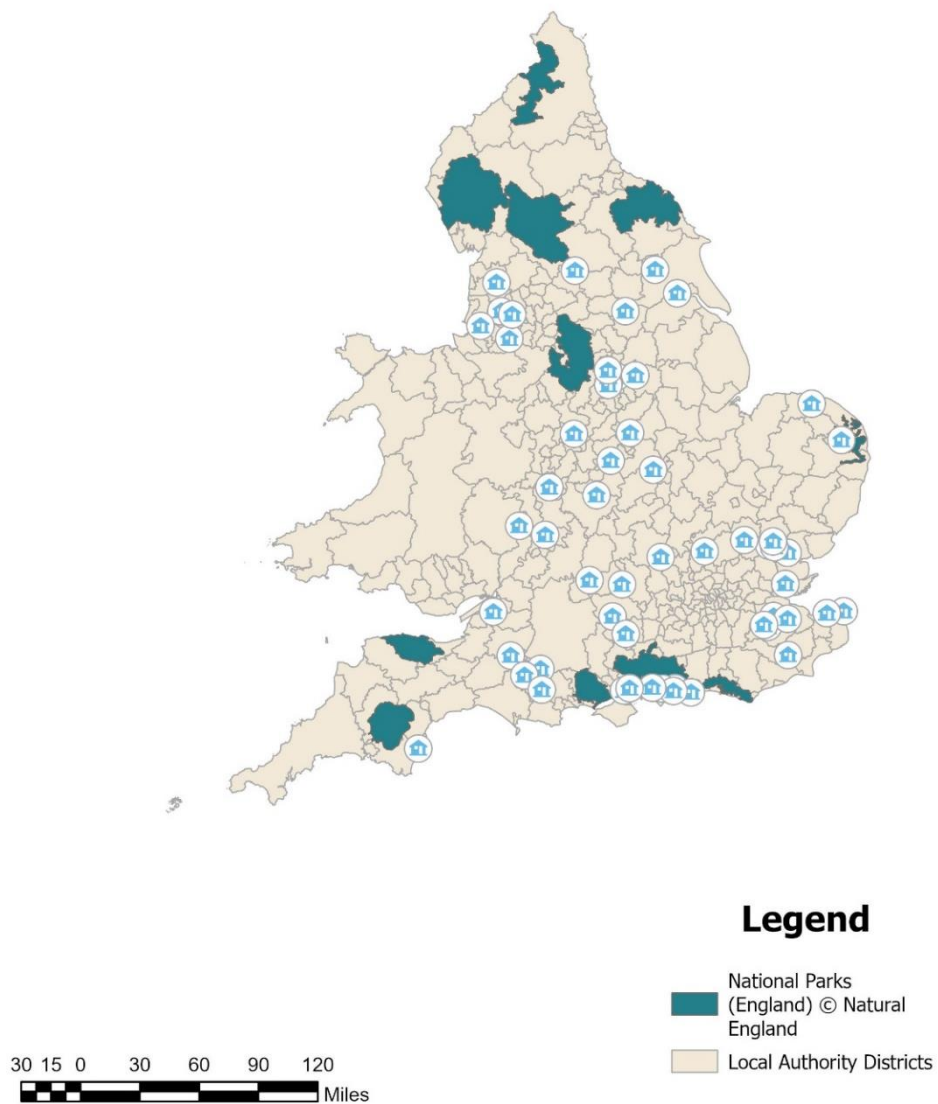 Legend
National Parks
(England) © Natural
England
Local Authority Districts
30 15 0 30 60 90 120
Miles